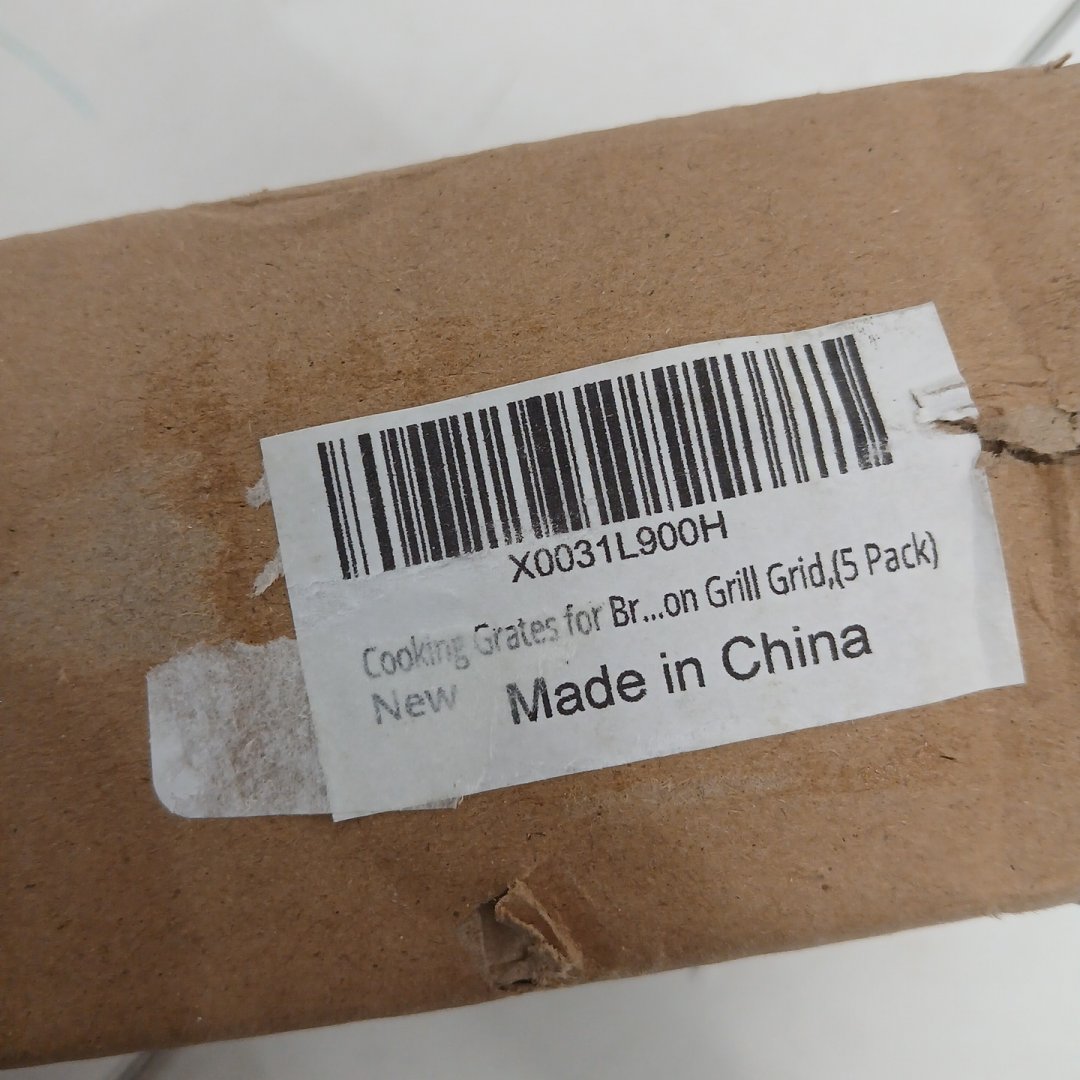 X0031L900H
Cooking Grates for Br...on Grill Grid,(5 Pack)
New Made in China